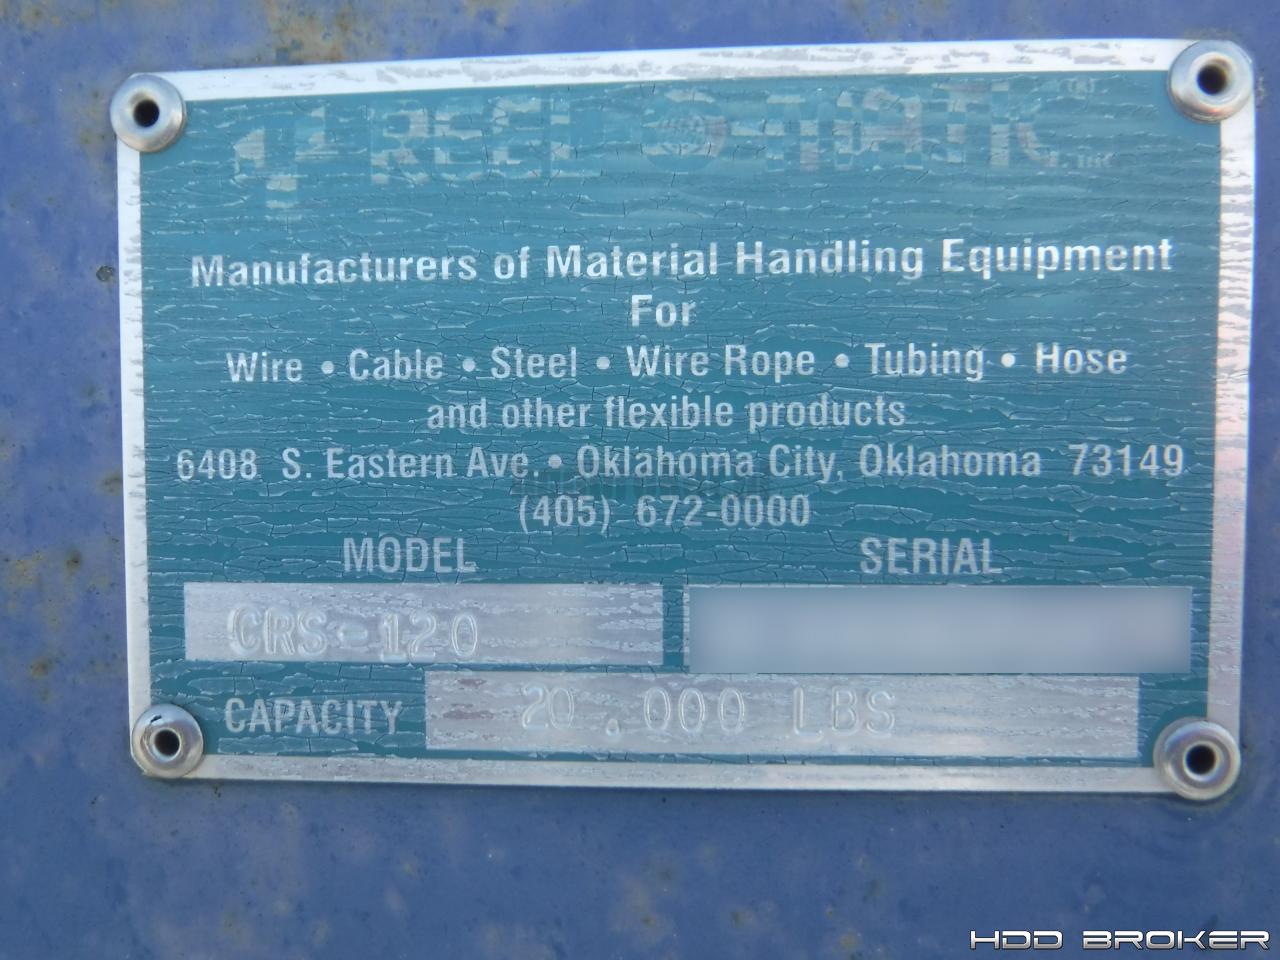 REEL-O-MATIC INC.
Manufacturers of Material Handling Equipment
For
Wire • Cable • Steel • Wire Rope • Tubing • Hose
and other flexible products
6408 S. Eastern Ave. • Oklahoma City, Oklahoma 73149
(405) 672-0000
MODEL SERIAL
CRS-120
CAPACITY 20.000 LBS
HDD BROKER